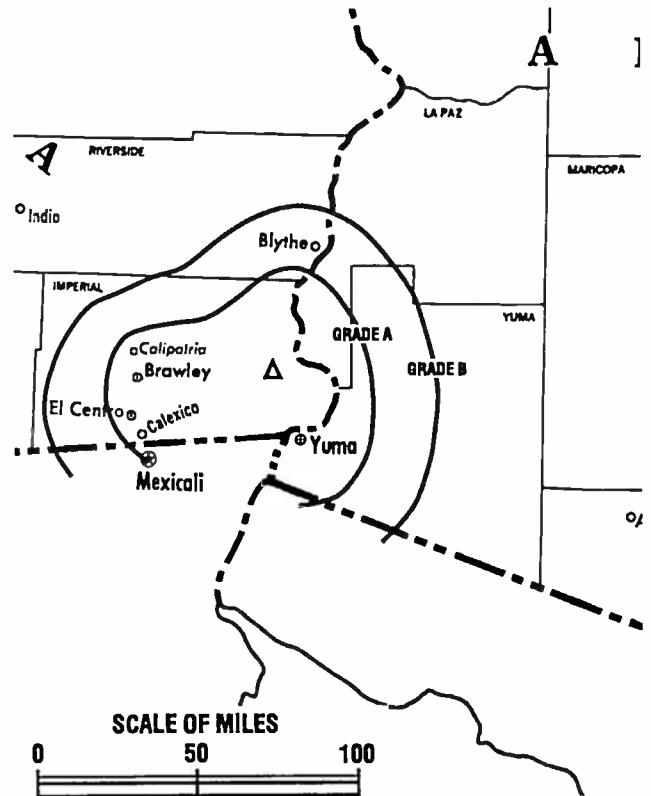 A
LA PAZ
A
RIVERSIDE
MARICOPA
Indio
Blythe
IMPERIAL
YUMA
GRADE A
GRADE B
Calipatria
Brawley
El Centro
Calexico
Yuma
Mexicali
SCALE OF MILES
0 50 100